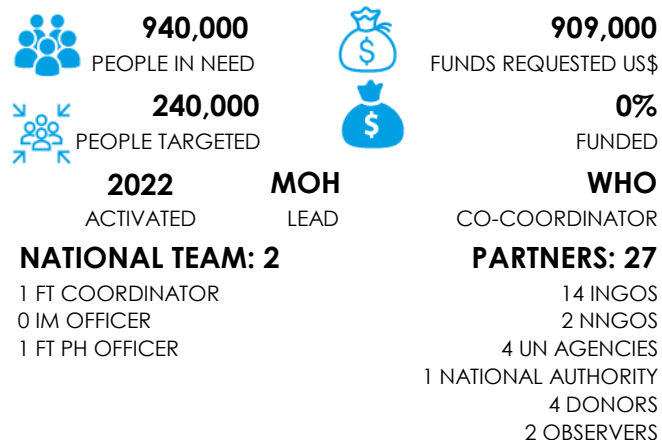 940,000
PEOPLE IN NEED
909,000
FUNDS REQUESTED US$
$
240,000
PEOPLE TARGETED
0%
FUNDED
$
2022
ACTIVATED
MOH
LEAD
WHO
CO-COORDINATOR
NATIONAL TEAM: 2
1 FT COORDINATOR
0 IM OFFICER
1 FT PH OFFICER
PARTNERS: 27
14 INGOS
2 NNGOS
4 UN AGENCIES
1 NATIONAL AUTHORITY
4 DONORS
2 OBSERVERS